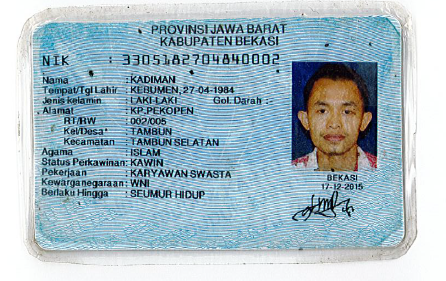 PROVINSI JAWA BARAT
KABUPATEN BEKASI
NIK : 3305182704840002
Nama : KADIMAN
Tempat/Tgl Lahir : KEBUMEN, 27-04-1984
Jenis kelamin : LAKI-LAKI Gol. Darah :-
Alamat : KP.PEKOPEN
RT/RW : 002/005
Kel/Desa : TAMBUN
Kecamatan : TAMBUN SELATAN
Agama : ISLAM
Status Perkawinan: KAWIN
Pekerjaan : KARYAWAN SWASTA
Kewarganegaraan: WNI
Berlaku Hingga : SEUMUR HIDUP
BEKASI
17-12-2015